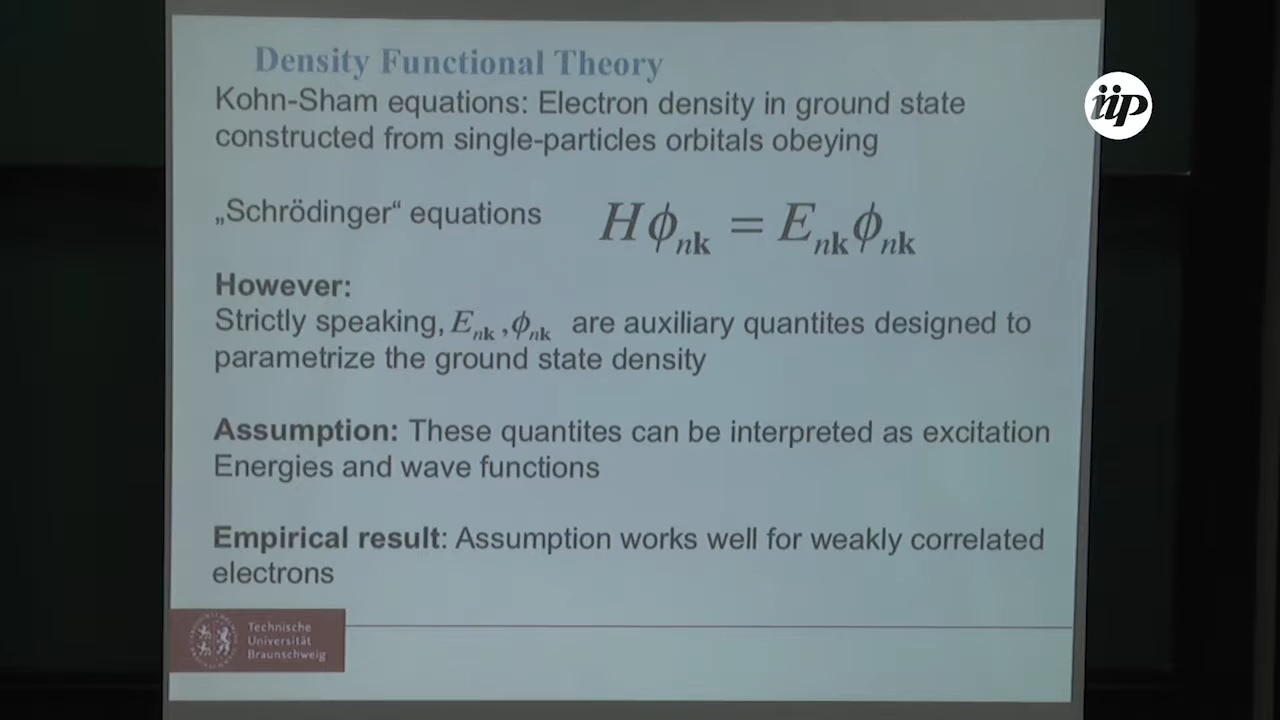 Density Functional Theory
Kohn-Sham equations: Electron density in ground state
constructed from single-particles orbitals obeying
„Schrödinger“ equations Hϕnk = Enkϕnk
However:
Strictly speaking, Enk ,ϕnk are auxiliary quantites designed to
parametrize the ground state density
Assumption: These quantites can be interpreted as excitation
Energies and wave functions
Empirical result: Assumption works well for weakly correlated
electrons
Technische
Universität
Braunschweig
iip